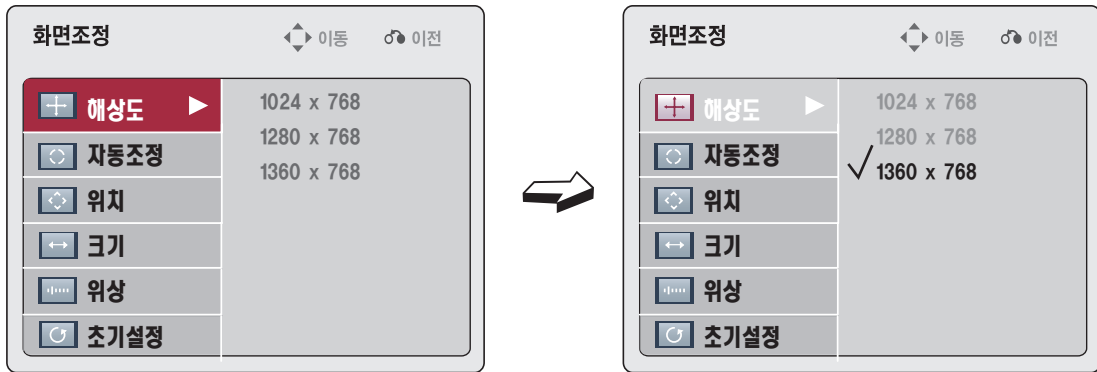 화면조정 이동 이전
해상도
자동조정
위치
크기
위상
초기설정
1024 x 768
1280 x 768
1360 x 768
화면조정 이동 이전
해상도
자동조정
위치
크기
위상
초기설정
1024 x 768
1280 x 768
1360 x 768